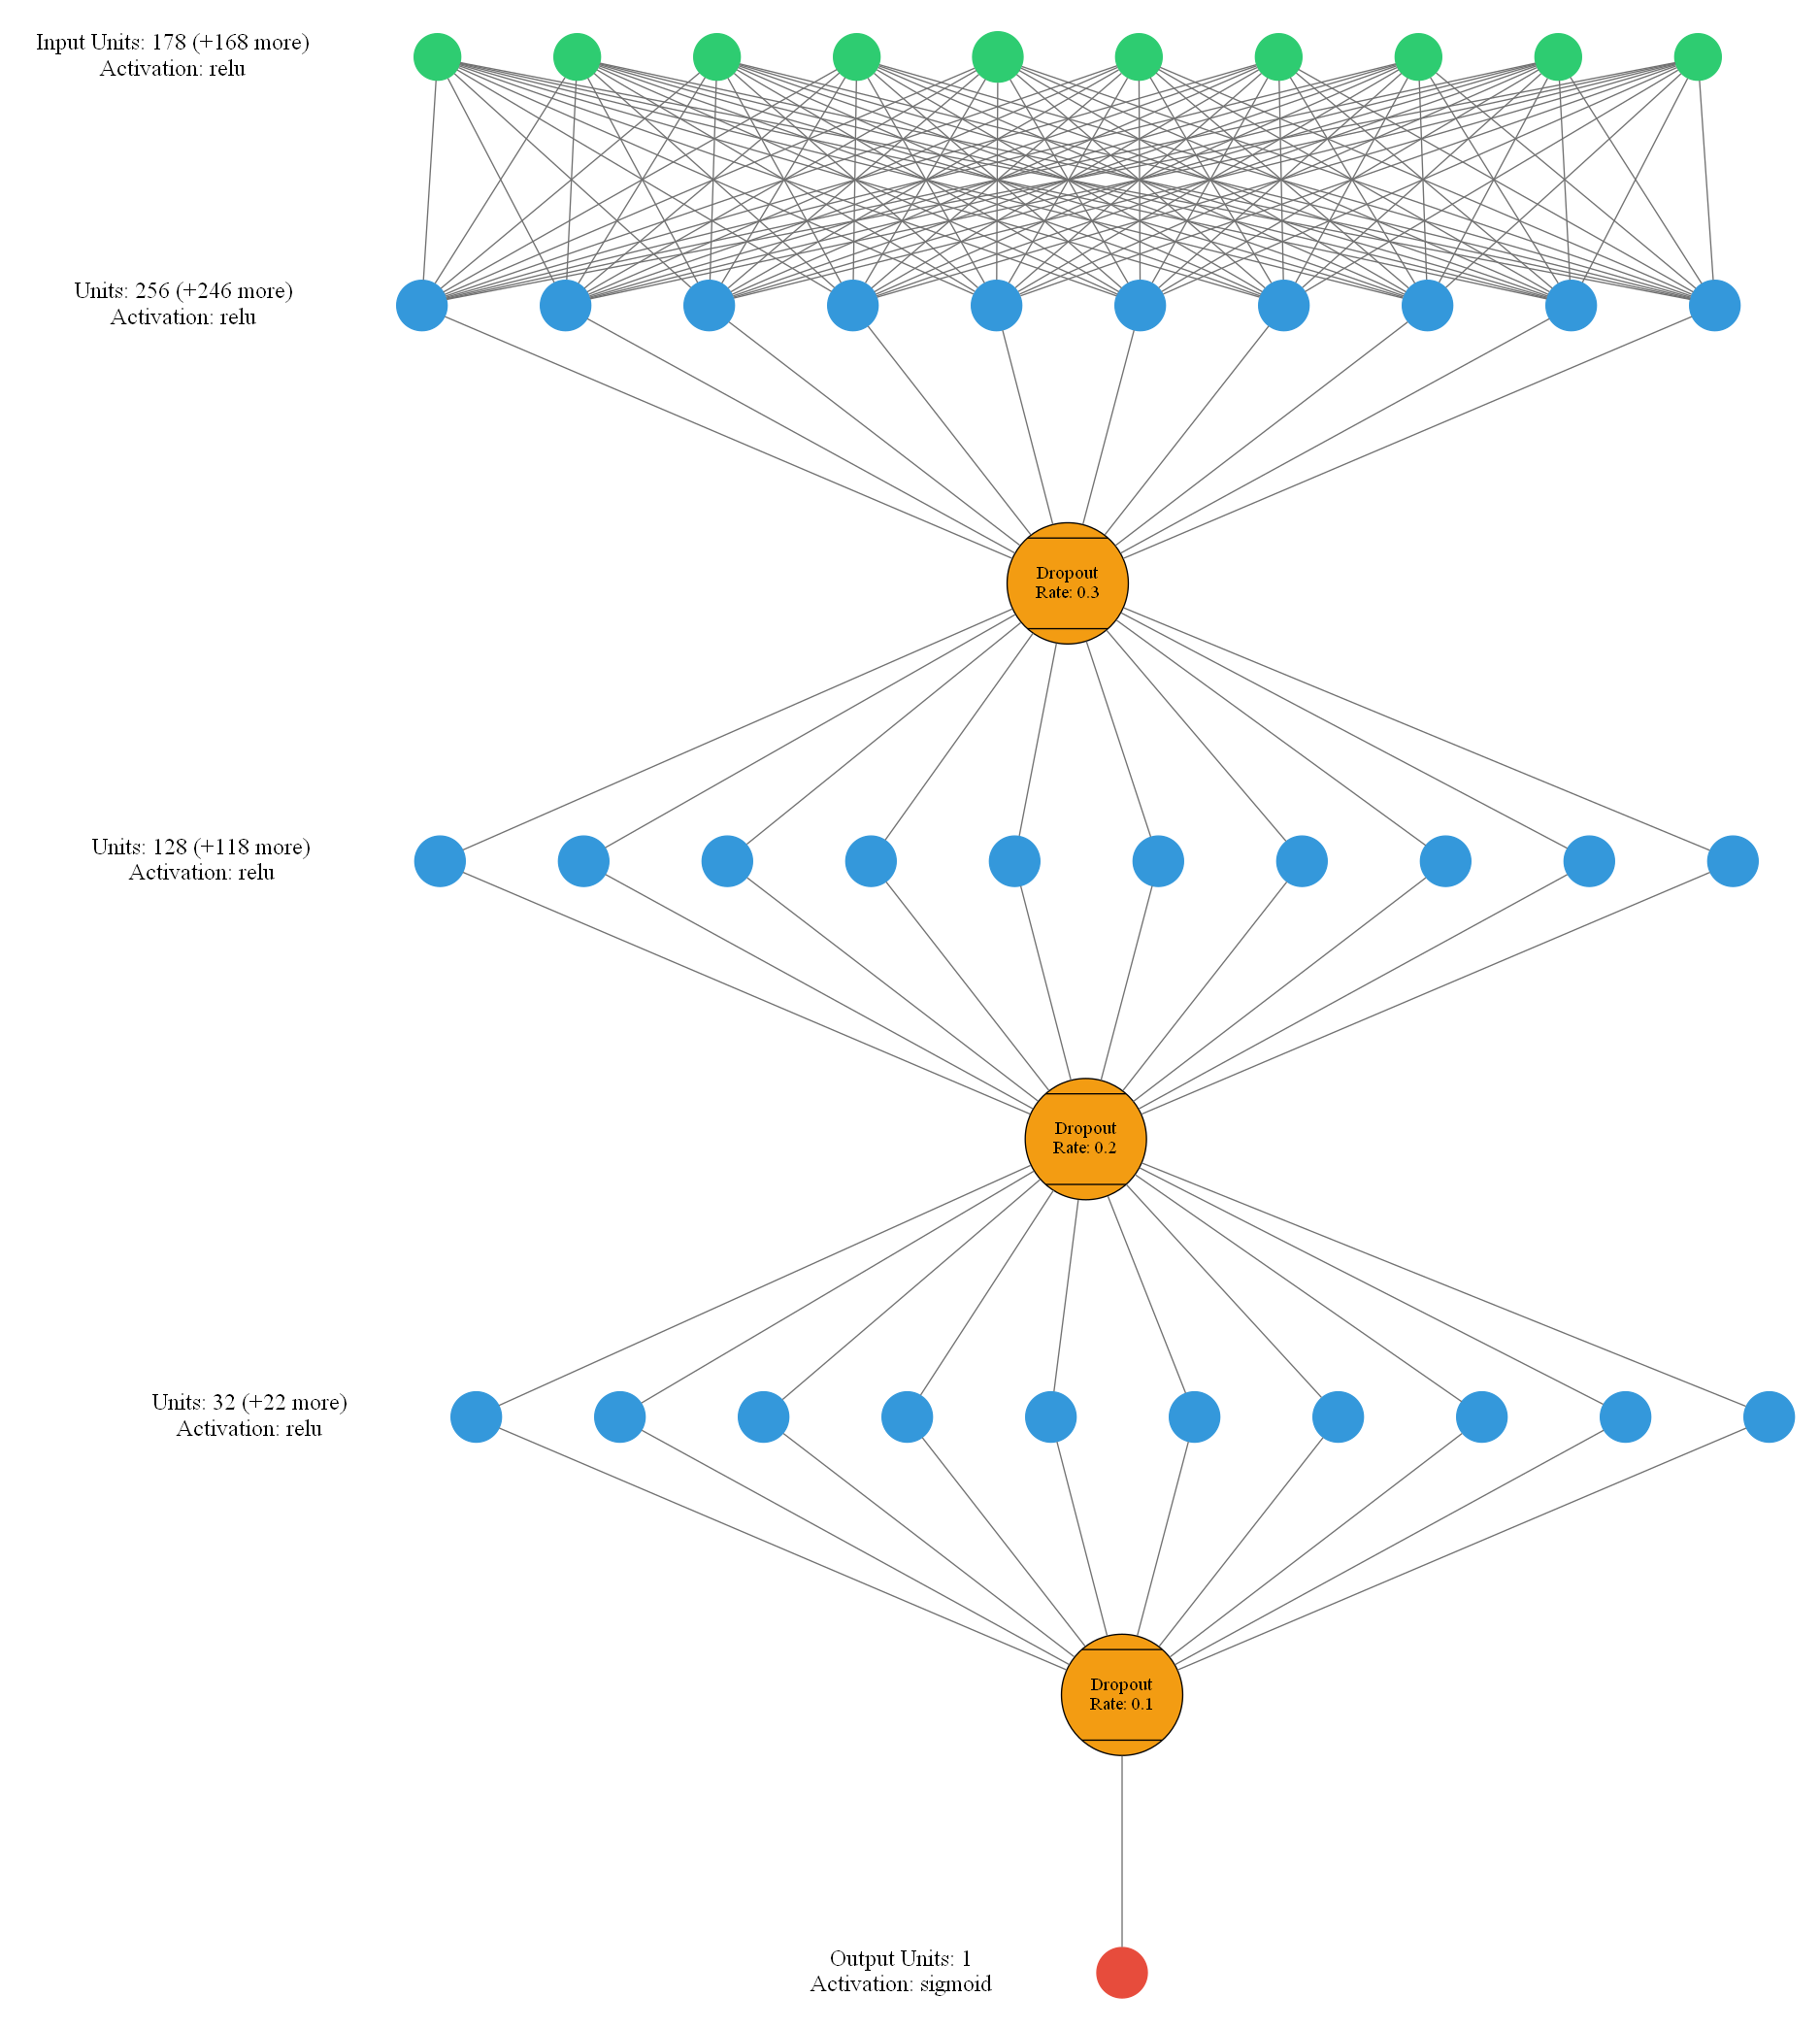 Input Units: 178 (+168 more)
Activation: relu
Units: 256 (+246 more)
Activation: relu
Dropout
Rate: 0.3
Units: 128 (+118 more)
Activation: relu
Dropout
Rate: 0.2
Units: 32 (+22 more)
Activation: relu
Dropout
Rate: 0.1
Output Units: 1
Activation: sigmoid